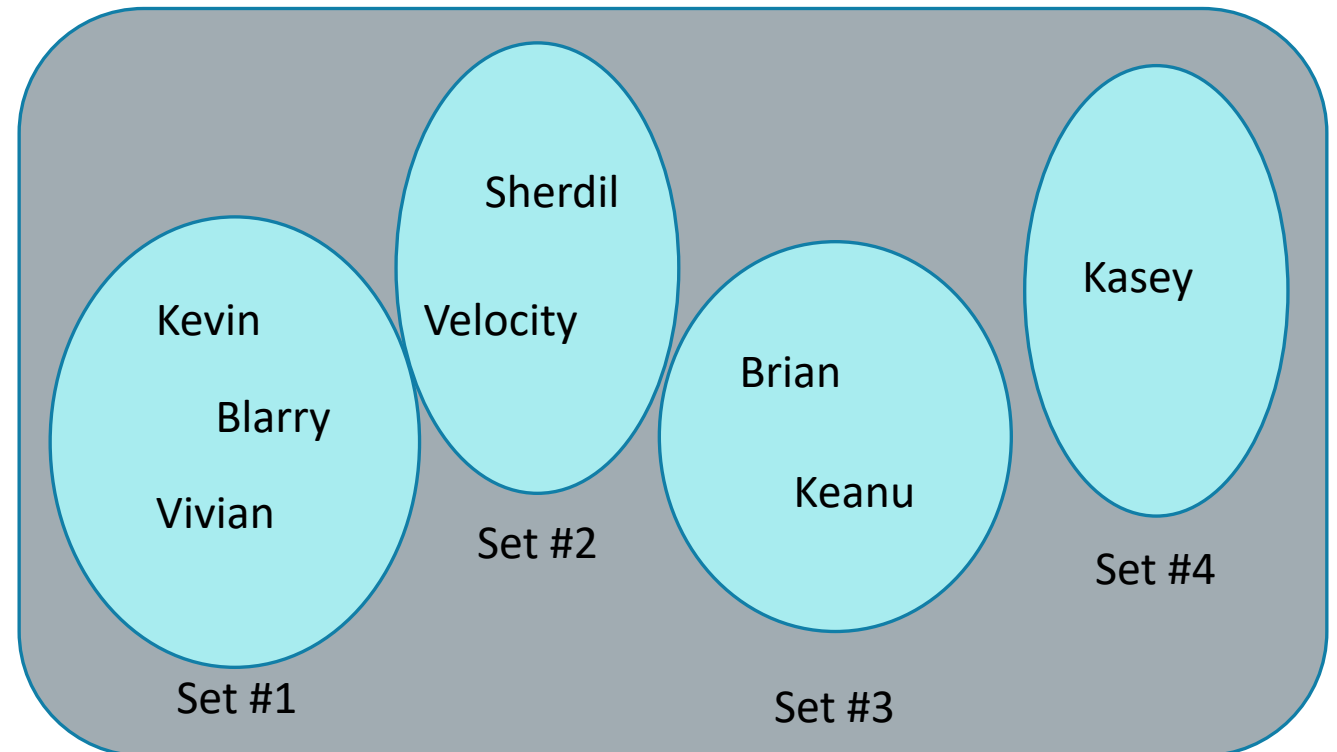 Kevin
Blarry
Vivian
Set #1
Sherdil
Velocity
Set #2
Brian
Keanu
Set #3
Kasey
Set #4